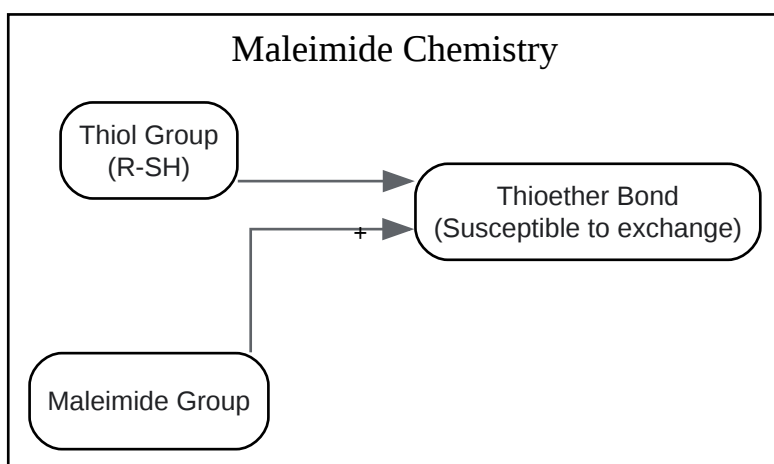 Maleimide Chemistry
Thiol Group
(R-SH)
Thioether Bond
(Susceptible to exchange)
+
Maleimide Group